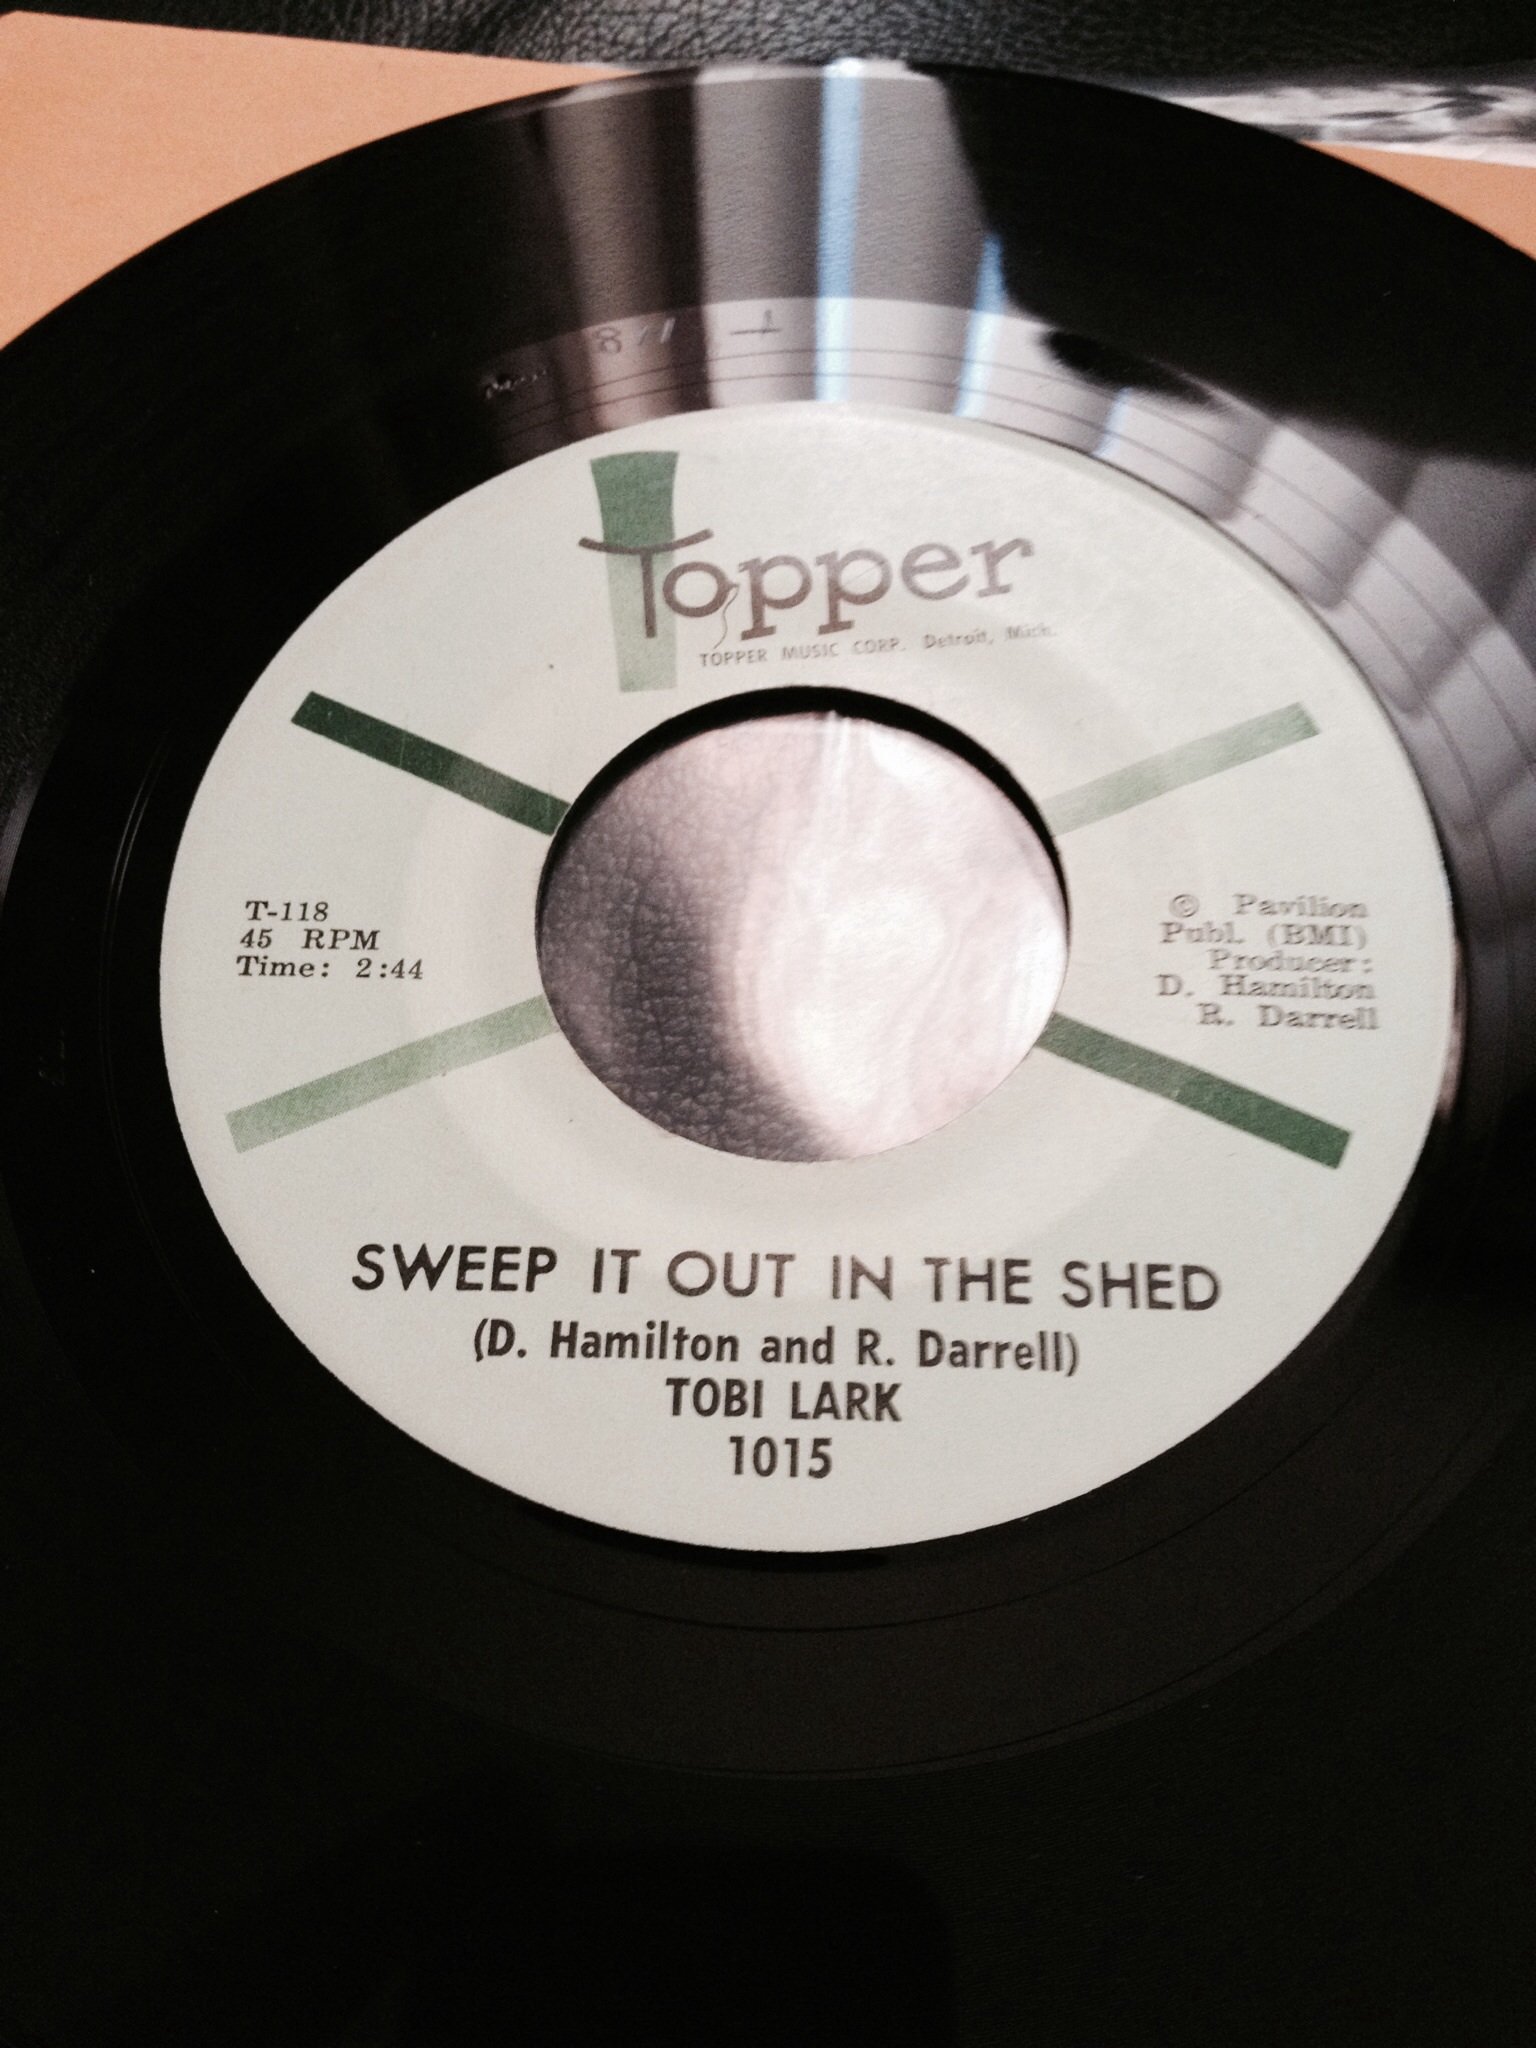 T 118
Topper
TOPPER MUSIC CORP. Detroit, Mich.
T-118
45 RPM
Time: 2:44
© Pavilion
Publ. (BMI)
Producer:
D. Hamilton
R. Darrell
SWEEP IT OUT IN THE SHED
(D. Hamilton and R. Darrell)
TOBI LARK
1015